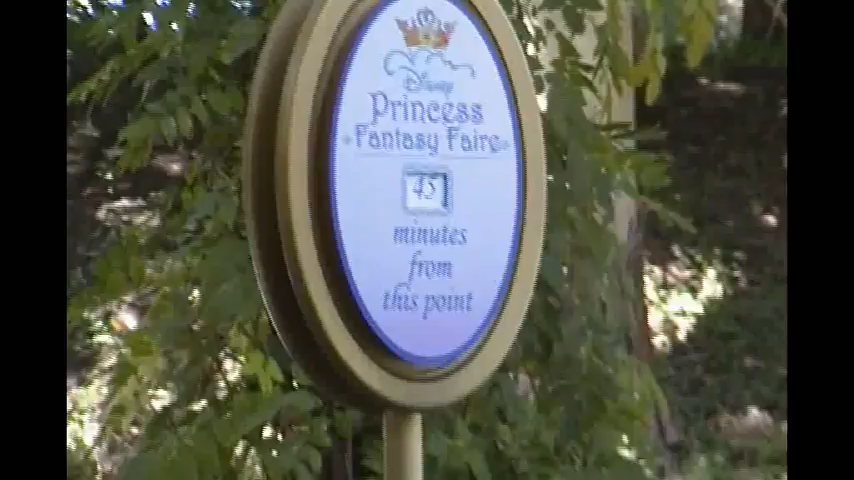 Disney
Princess
Fantasy Faire
45
minutes
from
this point